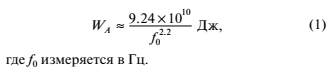 W_A ≈ 9.24 × 10^10 / f_0^2.2 Дж, (1)
где f_0 измеряется в Гц.